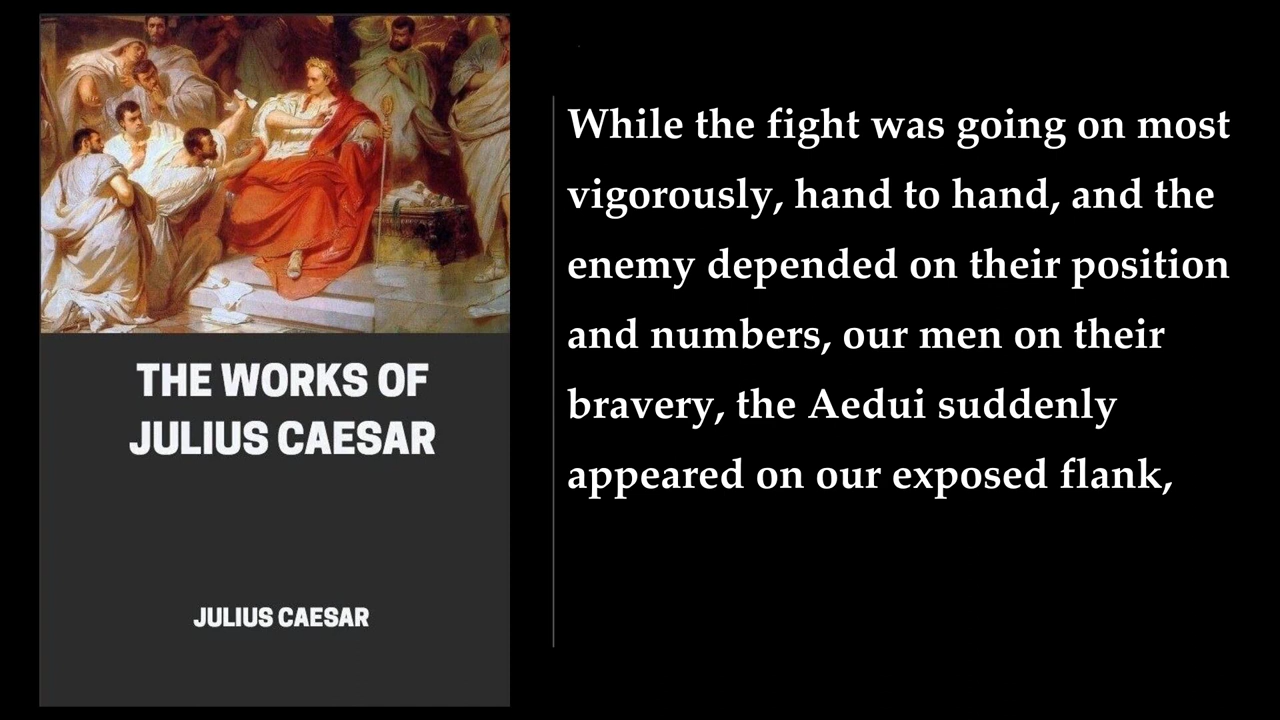 THE WORKS OF
JULIUS CAESAR
JULIUS CAESAR
While the fight was going on most
vigorously, hand to hand, and the
enemy depended on their position
and numbers, our men on their
bravery, the Aedui suddenly
appeared on our exposed flank,